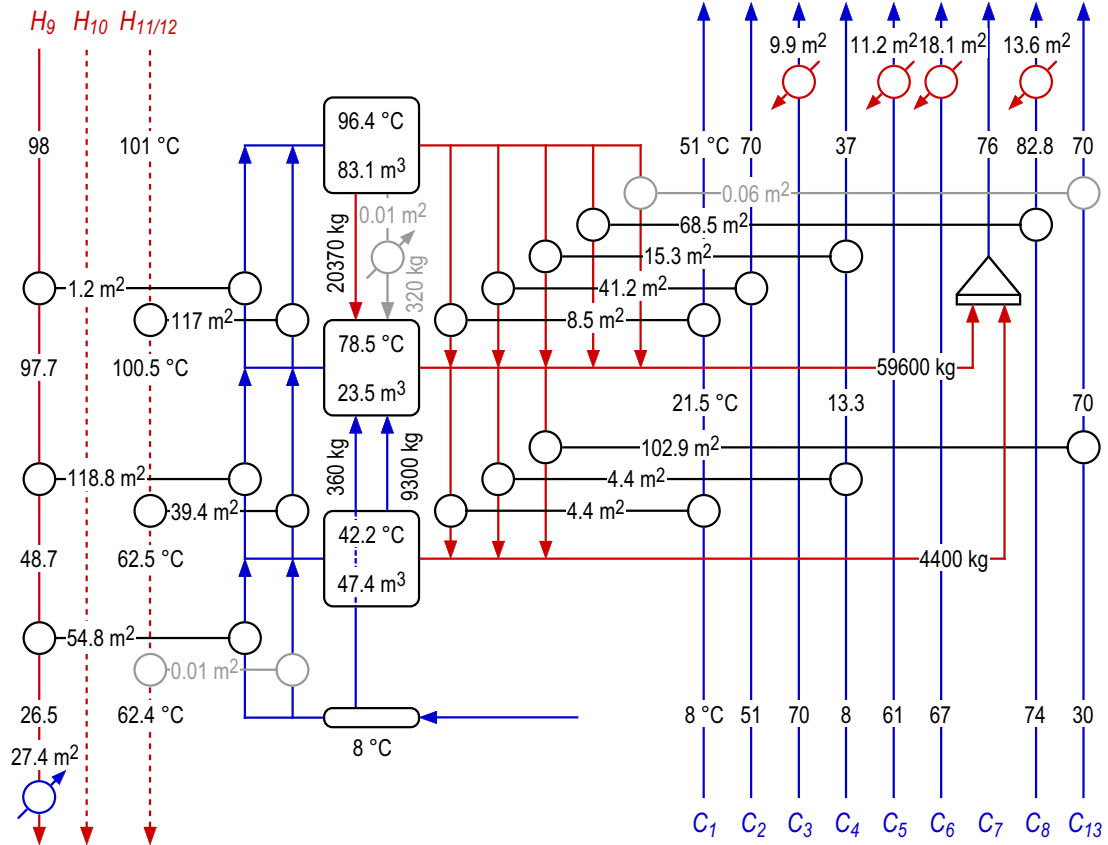 H9 H10 H11/12
C1 C2 C3 C4 C5 C6 C7 C8 C13
9.9 m2 11.2 m2 18.1 m2 13.6 m2
98 101 °C 96.4 °C 51 °C 70 37 76 82.8 70
83.1 m3
0.06 m2
0.01 m2
68.5 m2
20370 kg
320 kg
15.3 m2
1.2 m2 41.2 m2
117 m2 8.5 m2
78.5 °C
97.7 100.5 °C 59600 kg
23.5 m3
21.5 °C 13.3 70
360 kg
9300 kg
102.9 m2
118.8 m2 4.4 m2
39.4 m2 4.4 m2
42.2 °C
48.7 62.5 °C 4400 kg
47.4 m3
54.8 m2
0.01 m2
26.5 62.4 °C 8 °C 51 70 8 61 67 74 30
8 °C
27.4 m2